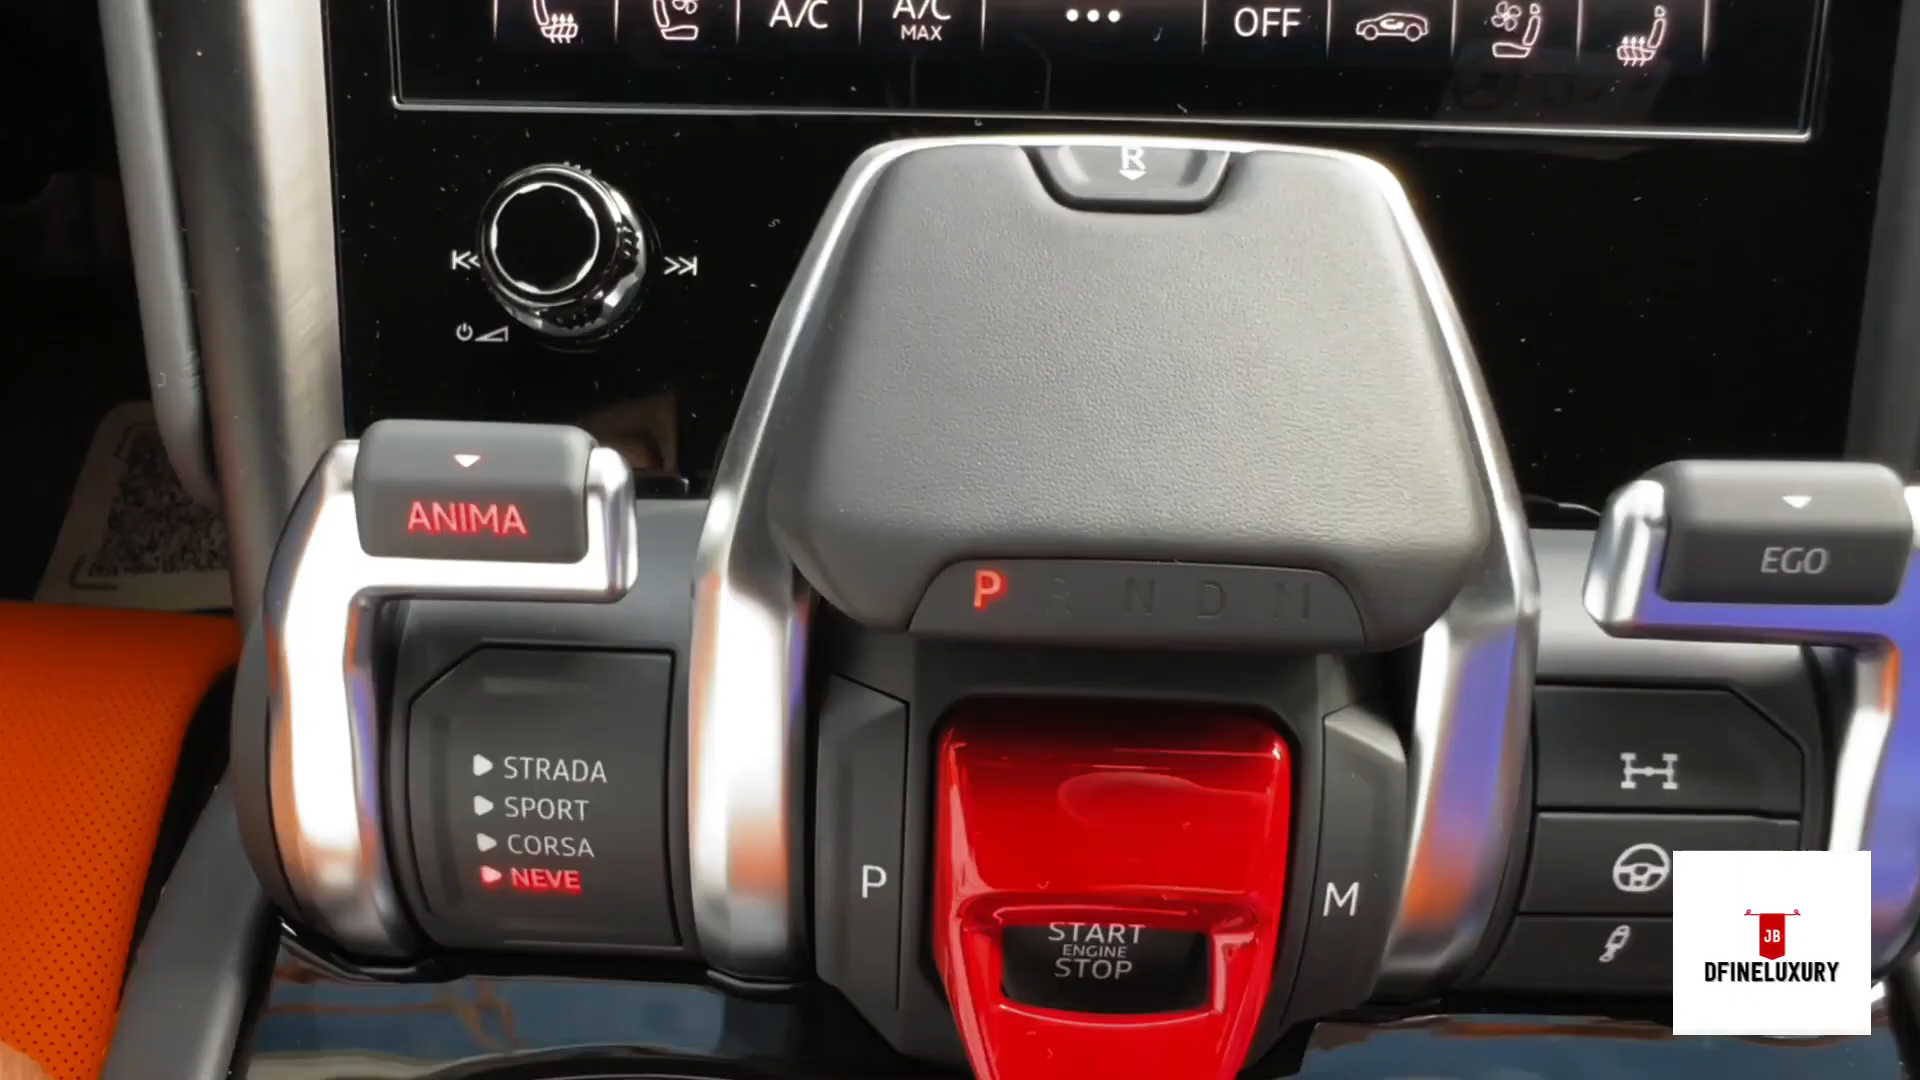 A/C
A/C
MAX
OFF
R
ANIMA
EGO
P R N D M
STRADA
SPORT
CORSA
NEVE
P
M
START
ENGINE
STOP
JB
DFINELUXURY